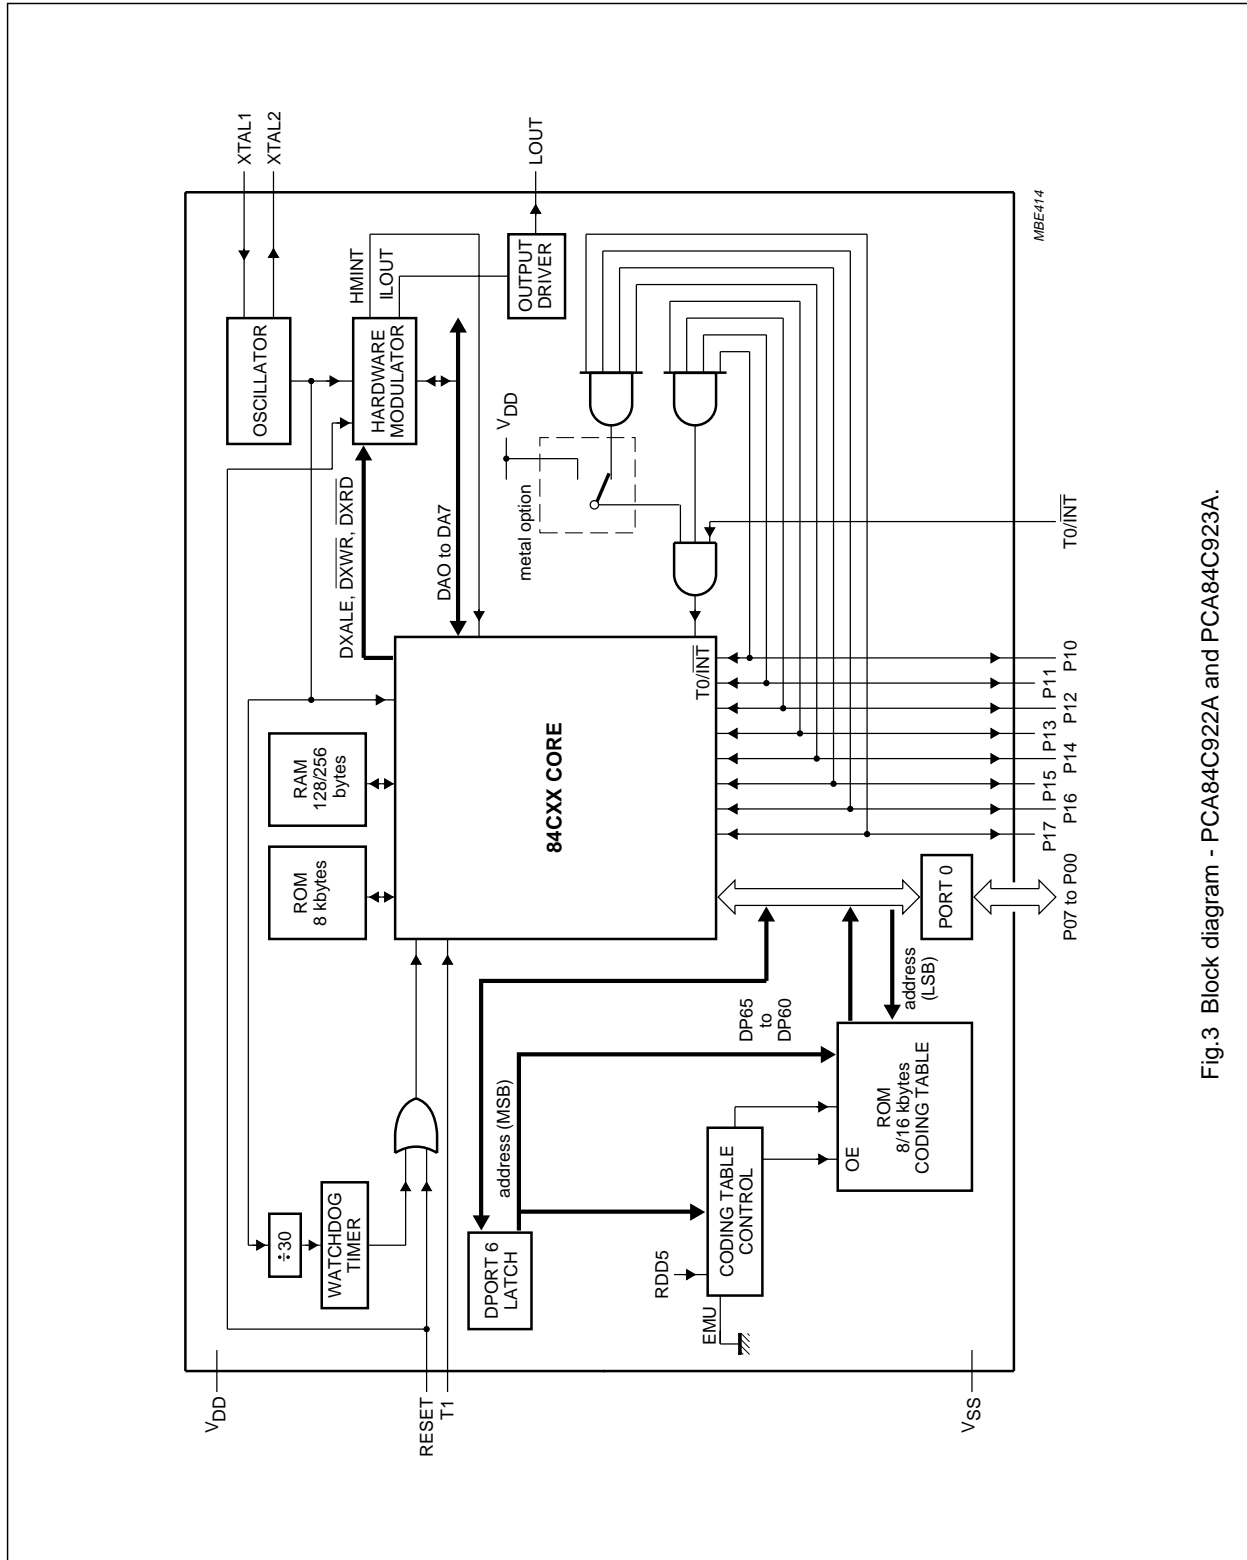 XTAL1
XTAL2
LOUT
OSCILLATOR
HARDWARE
MODULATOR
HMINT
ILOUT
OUTPUT
DRIVER
DXALE, DXWR, DXRD
DAO to DA7
VDD
metal option
RAM
128/256
bytes
ROM
8 kbytes
84CXX CORE
T0/INT
T0/INT
÷30
WATCHDOG
TIMER
VDD
RESET
T1
VSS
DPORT 6
LATCH
address (MSB)
DP65
to
DP60
RDD5
EMU
CODING TABLE
CONTROL
OE
ROM
8/16 kbytes
CODING TABLE
address
(LSB)
PORT 0
P07 to P00
P17
P16
P15
P14
P13
P12
P11
P10
MBE414
Fig.3 Block diagram - PCA84C922A and PCA84C923A.